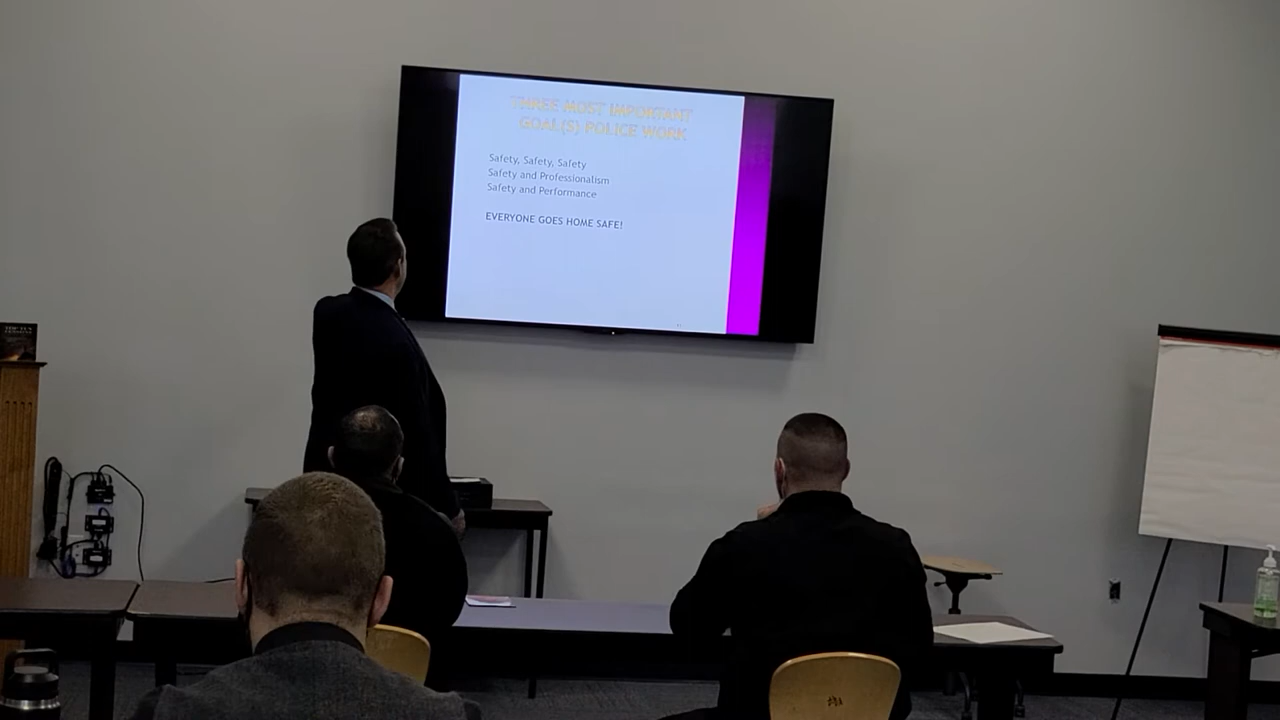 THREE MOST IMPORTANT
GOAL(S) POLICE WORK
Safety, Safety, Safety
Safety and Professionalism
Safety and Performance
EVERYONE GOES HOME SAFE!